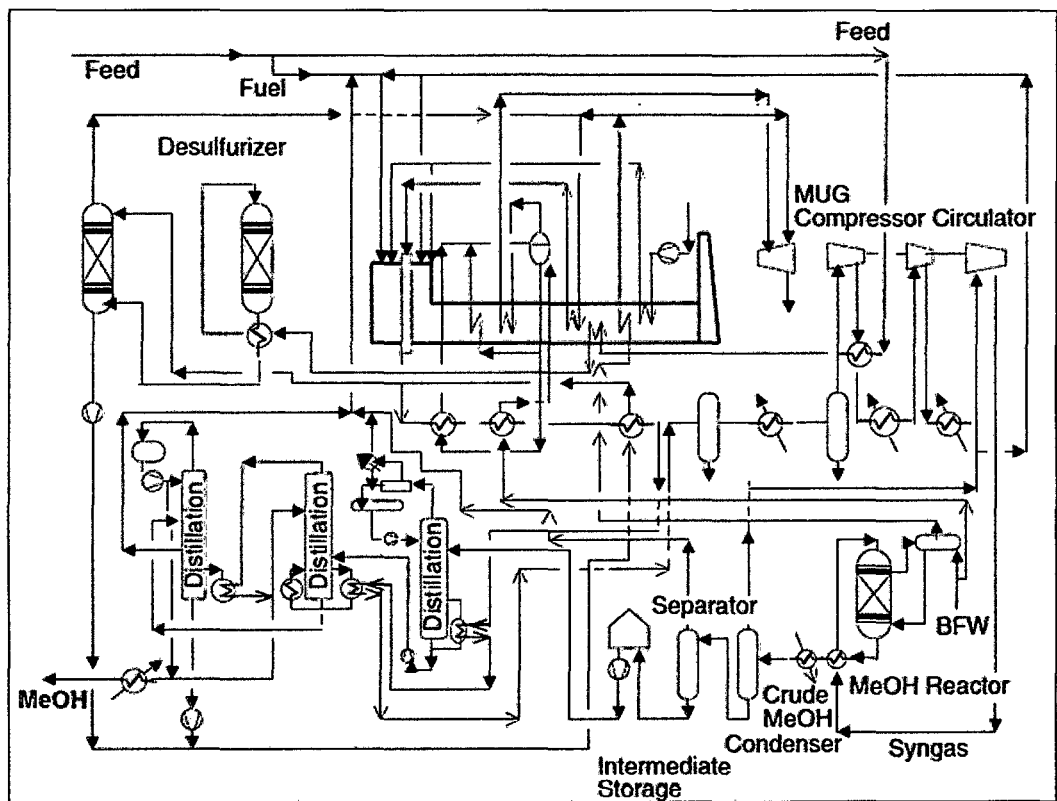 Feed
Feed
Fuel
Desulfurizer
MUG
Compressor Circulator
Distillation
Distillation
Distillation
Separator
BFW
MeOH
MeOH Reactor
Crude
MeOH
Condenser
Syngas
Intermediate
Storage